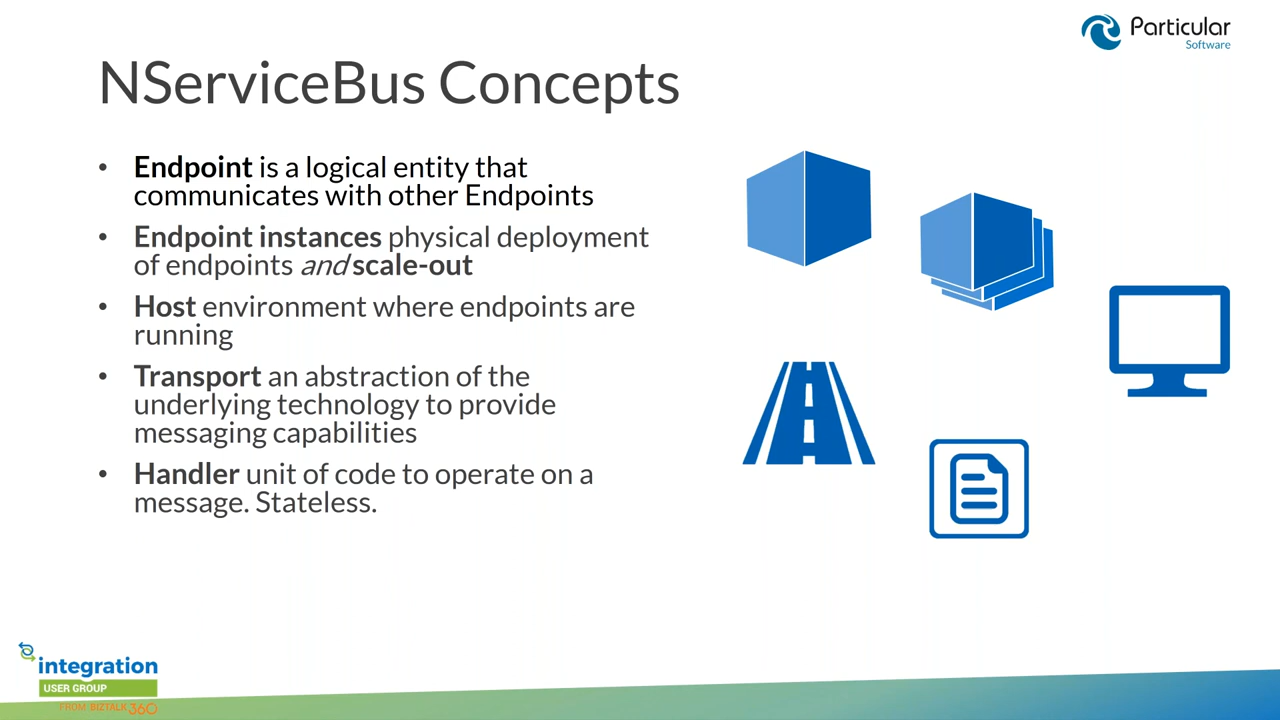 Particular
Software
NServiceBus Concepts
• Endpoint is a logical entity that
communicates with other Endpoints
• Endpoint instances physical deployment
of endpoints and scale-out
• Host environment where endpoints are
running
• Transport an abstraction of the
underlying technology to provide
messaging capabilities
• Handler unit of code to operate on a
message. Stateless.
integration
USER GROUP
FROM BIZTALK360